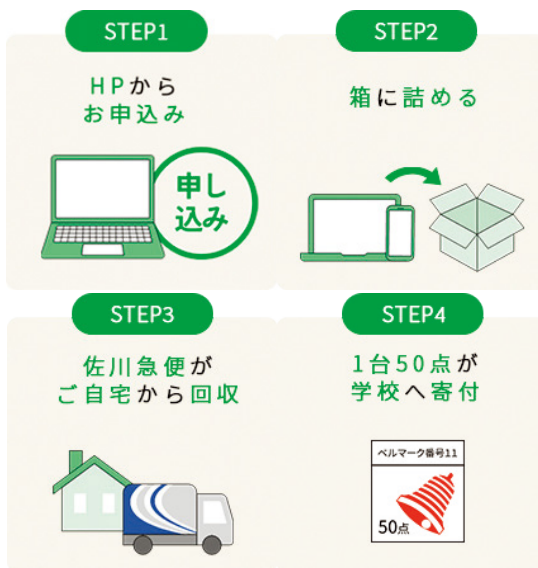 STEP1
HPから
お申込み
申し
込み
STEP2
箱に詰める
STEP3
佐川急便が
ご自宅から回収
STEP4
1台50点が
学校へ寄付
ベルマーク番号11
50点